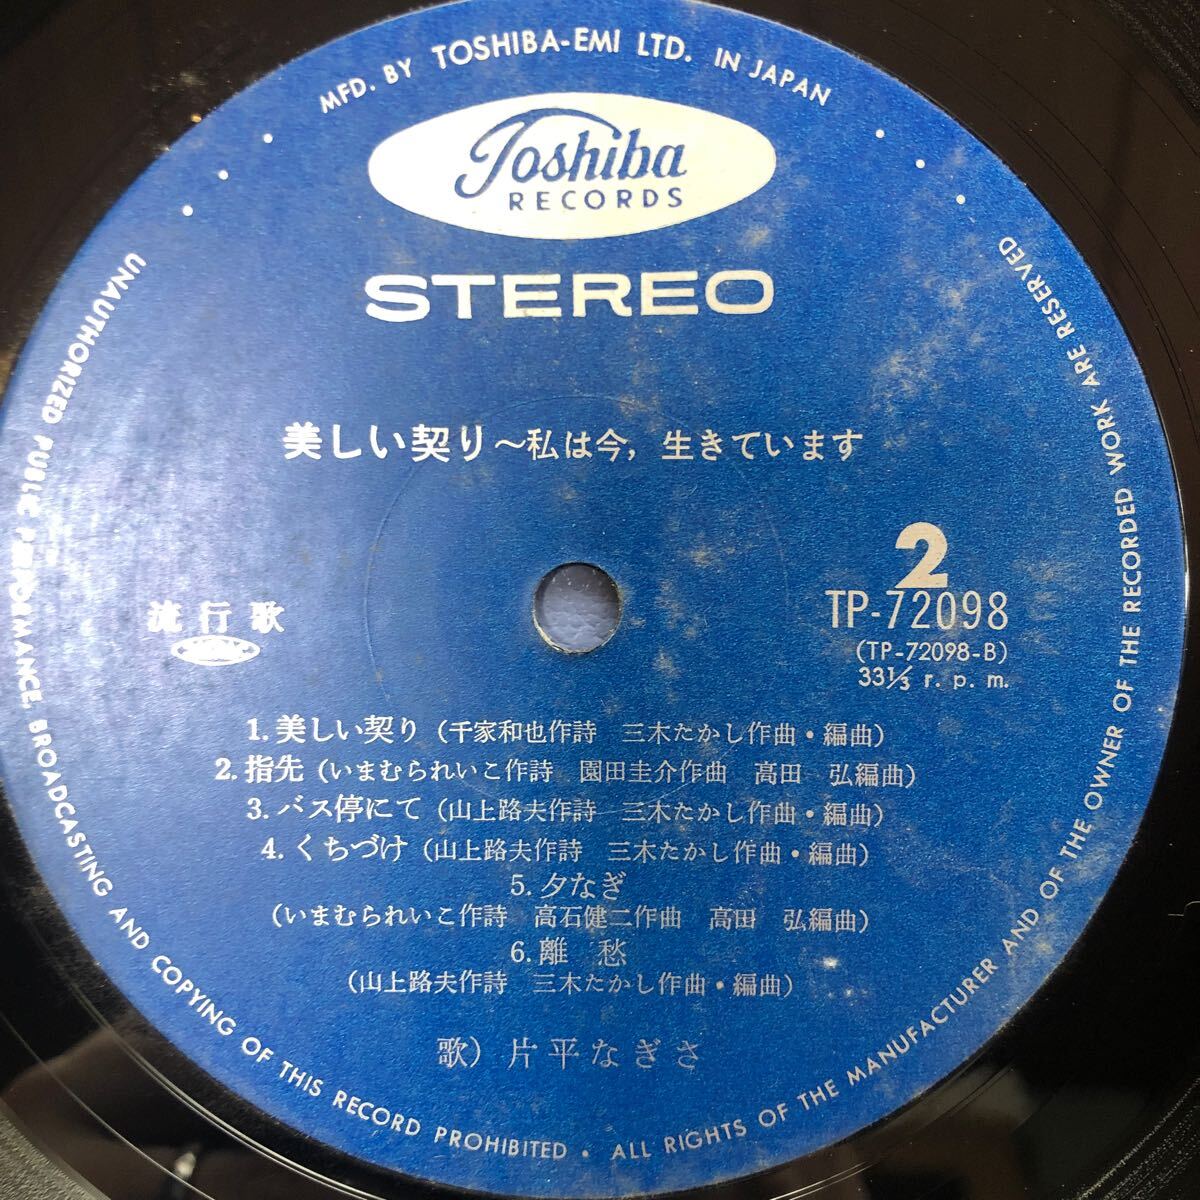 MFD. BY TOSHIBA-EMI LTD. IN JAPAN
Toshiba
RECORDS
STEREO
美しい契り～私は今, 生きています
2
TP-72098
(TP-72098-B)
33⅓ r. p. m.
流行歌
1. 美しい契り (千家和也作詩 三木たかし作曲・編曲)
2. 指先 (いまむられいこ作詩 園田圭介作曲 高田 弘編曲)
3. バス停にて (山上路夫作詩 三木たかし作曲・編曲)
4. くちづけ (山上路夫作詩 三木たかし作曲・編曲)
5. 夕なぎ
(いまむられいこ作詩 高石健二作曲 高田 弘編曲)
6. 離 愁
(山上路夫作詩 三木たかし作曲・編曲)
歌) 片平なぎさ
UNAUTHORIZED PUBLIC PERFORMANCE, BROADCASTING AND COPYING OF THIS RECORD PROHIBITED • ALL RIGHTS OF THE MANUFACTURER AND OF THE OWNER OF THE RECORDED WORK ARE RESERVED